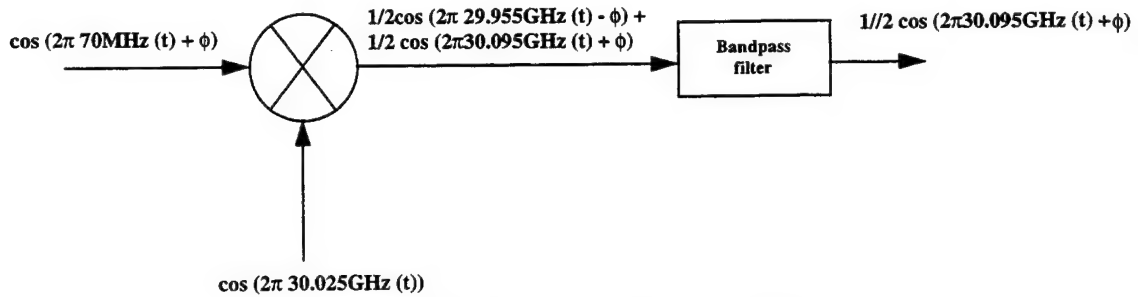 cos (2π 70MHz (t) + ϕ)
1/2cos (2π 29.955GHz (t) - ϕ) +
1/2 cos (2π30.095GHz (t) + ϕ)
Bandpass
filter
1//2 cos (2π30.095GHz (t) +ϕ)
cos (2π 30.025GHz (t))